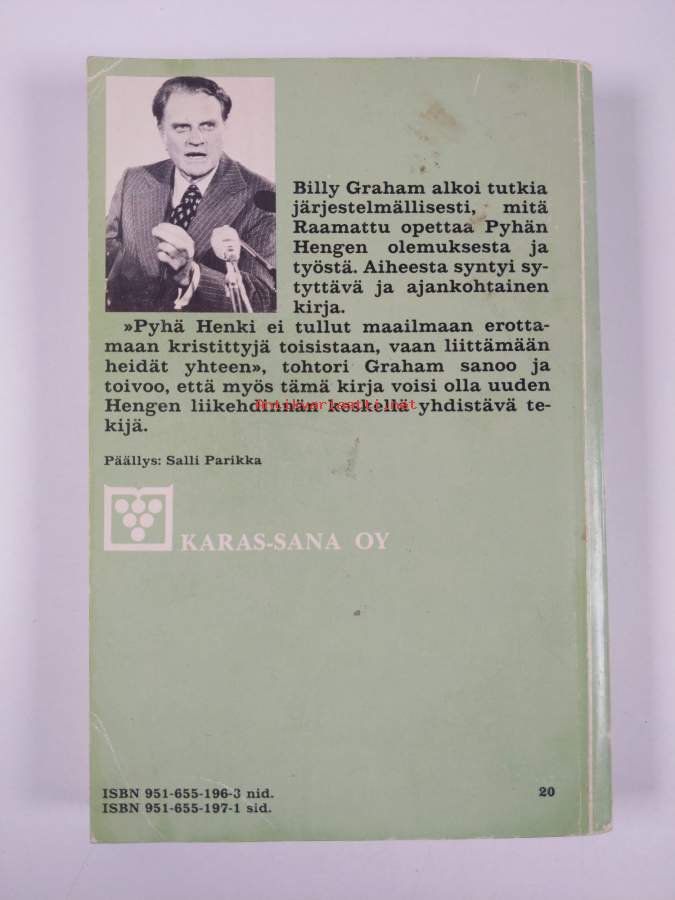 Billy Graham alkoi tutkia
järjestelmällisesti, mitä
Raamattu opettaa Pyhän
Hengen olemuksesta ja
työstä. Aiheesta syntyi sy-
tyttävä ja ajankohtainen
kirja.
»Pyhä Henki ei tullut maailmaan erotta-
maan kristittyjä toisistaan, vaan liittämään
heidät yhteen», tohtori Graham sanoo ja
toivoo, että myös tämä kirja voisi olla uuden
Hengen liikehdinnän keskellä yhdistävä te-
kijä.
Antikvariaatti.net
Päällys: Salli Parikka
KARAS-SANA OY
ISBN 951-655-196-3 nid.
ISBN 951-655-197-1 sid.
20